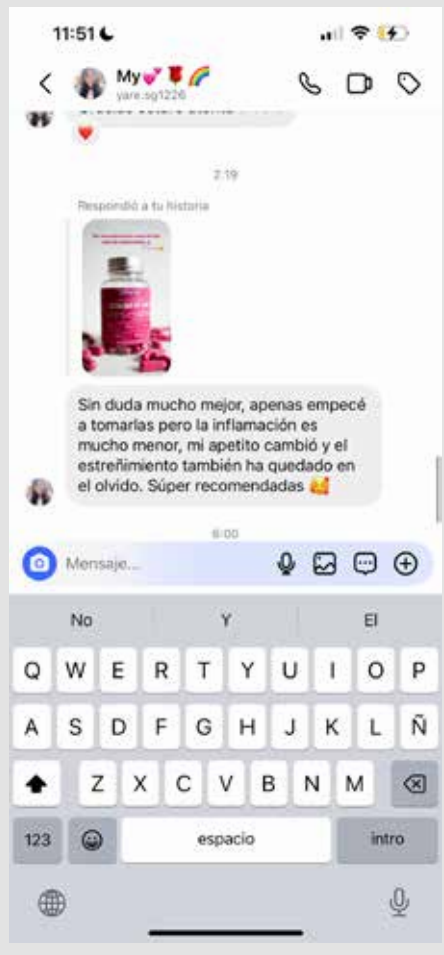 11:51
My
yare.sg1226
2:19
Respondió a tu historia
Sin duda mucho mejor, apenas empecé
a tomarlas pero la inflamación es
mucho menor, mi apetito cambió y el
estreñimiento también ha quedado en
el olvido. Súper recomendadas 🥰
6:00
Mensaje...
No Y El
Q W E R T Y U I O P
A S D F G H J K L Ñ
Z X C V B N M
123 espacio intro